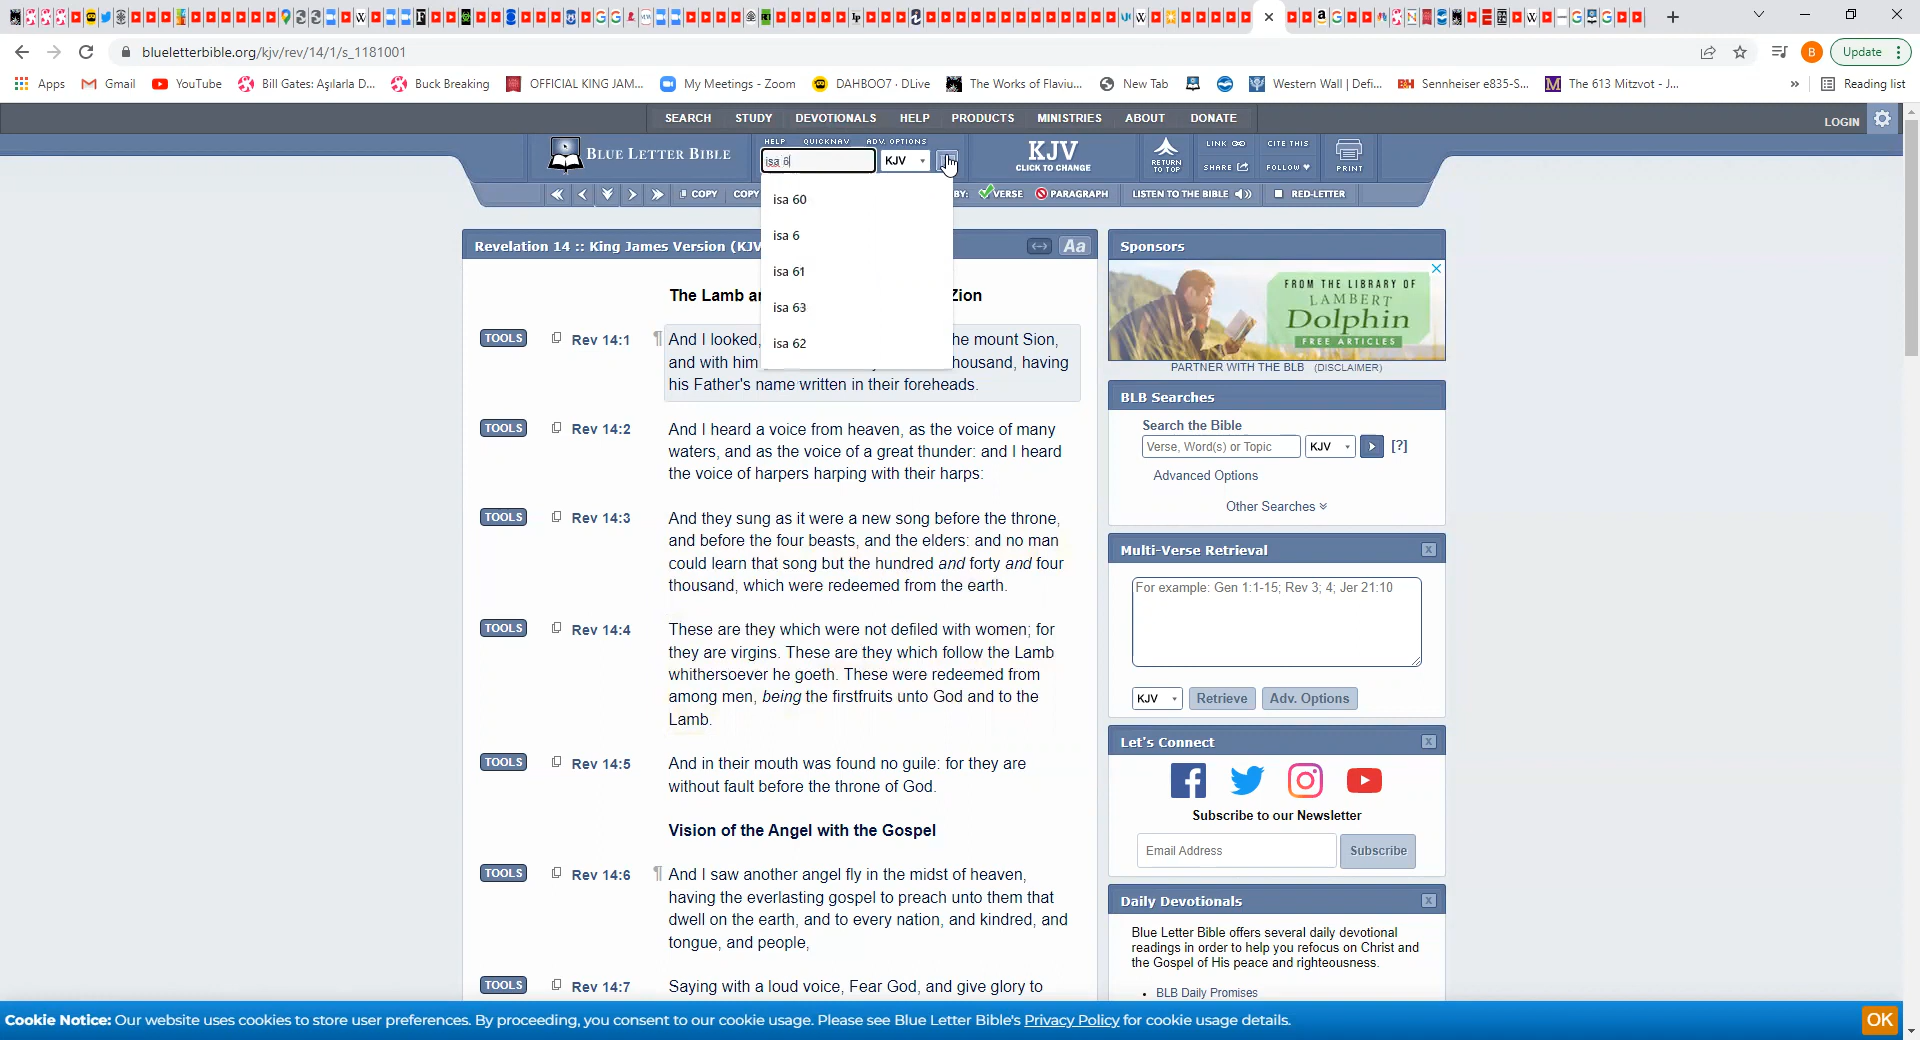 blueletterbible.org/kjv/rev/14/1/s_1181001
B
Update
Apps
Gmail
YouTube
Bill Gates: Aşılarla D...
Buck Breaking
OFFICIAL KING JAM...
My Meetings - Zoom
DAHBOO7 · DLive
The Works of Flaviu...
New Tab
Western Wall | Defi...
Sennheiser e835-S...
The 613 Mitzvot - J...
»
Reading list
SEARCH
STUDY
DEVOTIONALS
HELP
PRODUCTS
MINISTRIES
ABOUT
DONATE
LOGIN
BLUE LETTER BIBLE
HELP
QUICKNAV
ADV. OPTIONS
isa 6
KJV
KJV
CLICK TO CHANGE
RETURN
TO TOP
LINK
SHARE
CITE THIS
FOLLOW
PRINT
COPY
COPY
BY:
VERSE
PARAGRAPH
LISTEN TO THE BIBLE
RED-LETTER
isa 60
isa 6
isa 61
isa 63
isa 62
Revelation 14 :: King James Version (KJV
Aa
The Lamb an
Zion
TOOLS
Rev 14:1
¶
And I looked,
he mount Sion,
and with him
housand, having
his Father's name written in their foreheads.
TOOLS
Rev 14:2
And I heard a voice from heaven, as the voice of many
waters, and as the voice of a great thunder: and I heard
the voice of harpers harping with their harps:
TOOLS
Rev 14:3
And they sung as it were a new song before the throne,
and before the four beasts, and the elders: and no man
could learn that song but the hundred and forty and four
thousand, which were redeemed from the earth.
TOOLS
Rev 14:4
These are they which were not defiled with women; for
they are virgins. These are they which follow the Lamb
whithersoever he goeth. These were redeemed from
among men, being the firstfruits unto God and to the
Lamb.
TOOLS
Rev 14:5
And in their mouth was found no guile: for they are
without fault before the throne of God.
Vision of the Angel with the Gospel
TOOLS
Rev 14:6
¶
And I saw another angel fly in the midst of heaven,
having the everlasting gospel to preach unto them that
dwell on the earth, and to every nation, and kindred, and
tongue, and people,
TOOLS
Rev 14:7
Saying with a loud voice, Fear God, and give glory to
Sponsors
FROM THE LIBRARY OF
LAMBERT
Dolphin
FREE ARTICLES
PARTNER WITH THE BLB (DISCLAIMER)
BLB Searches
Search the Bible
Verse, Word(s) or Topic
KJV
[?]
Advanced Options
Other Searches
Multi-Verse Retrieval
X
For example: Gen 1:1-15; Rev 3; 4; Jer 21:10
KJV
Retrieve
Adv. Options
Let's Connect
X
Subscribe to our Newsletter
Email Address
Subscribe
Daily Devotionals
X
Blue Letter Bible offers several daily devotional
readings in order to help you refocus on Christ and
the Gospel of His peace and righteousness.
• BLB Daily Promises
Cookie Notice: Our website uses cookies to store user preferences. By proceeding, you consent to our cookie usage. Please see Blue Letter Bible's Privacy Policy for cookie usage details.
OK